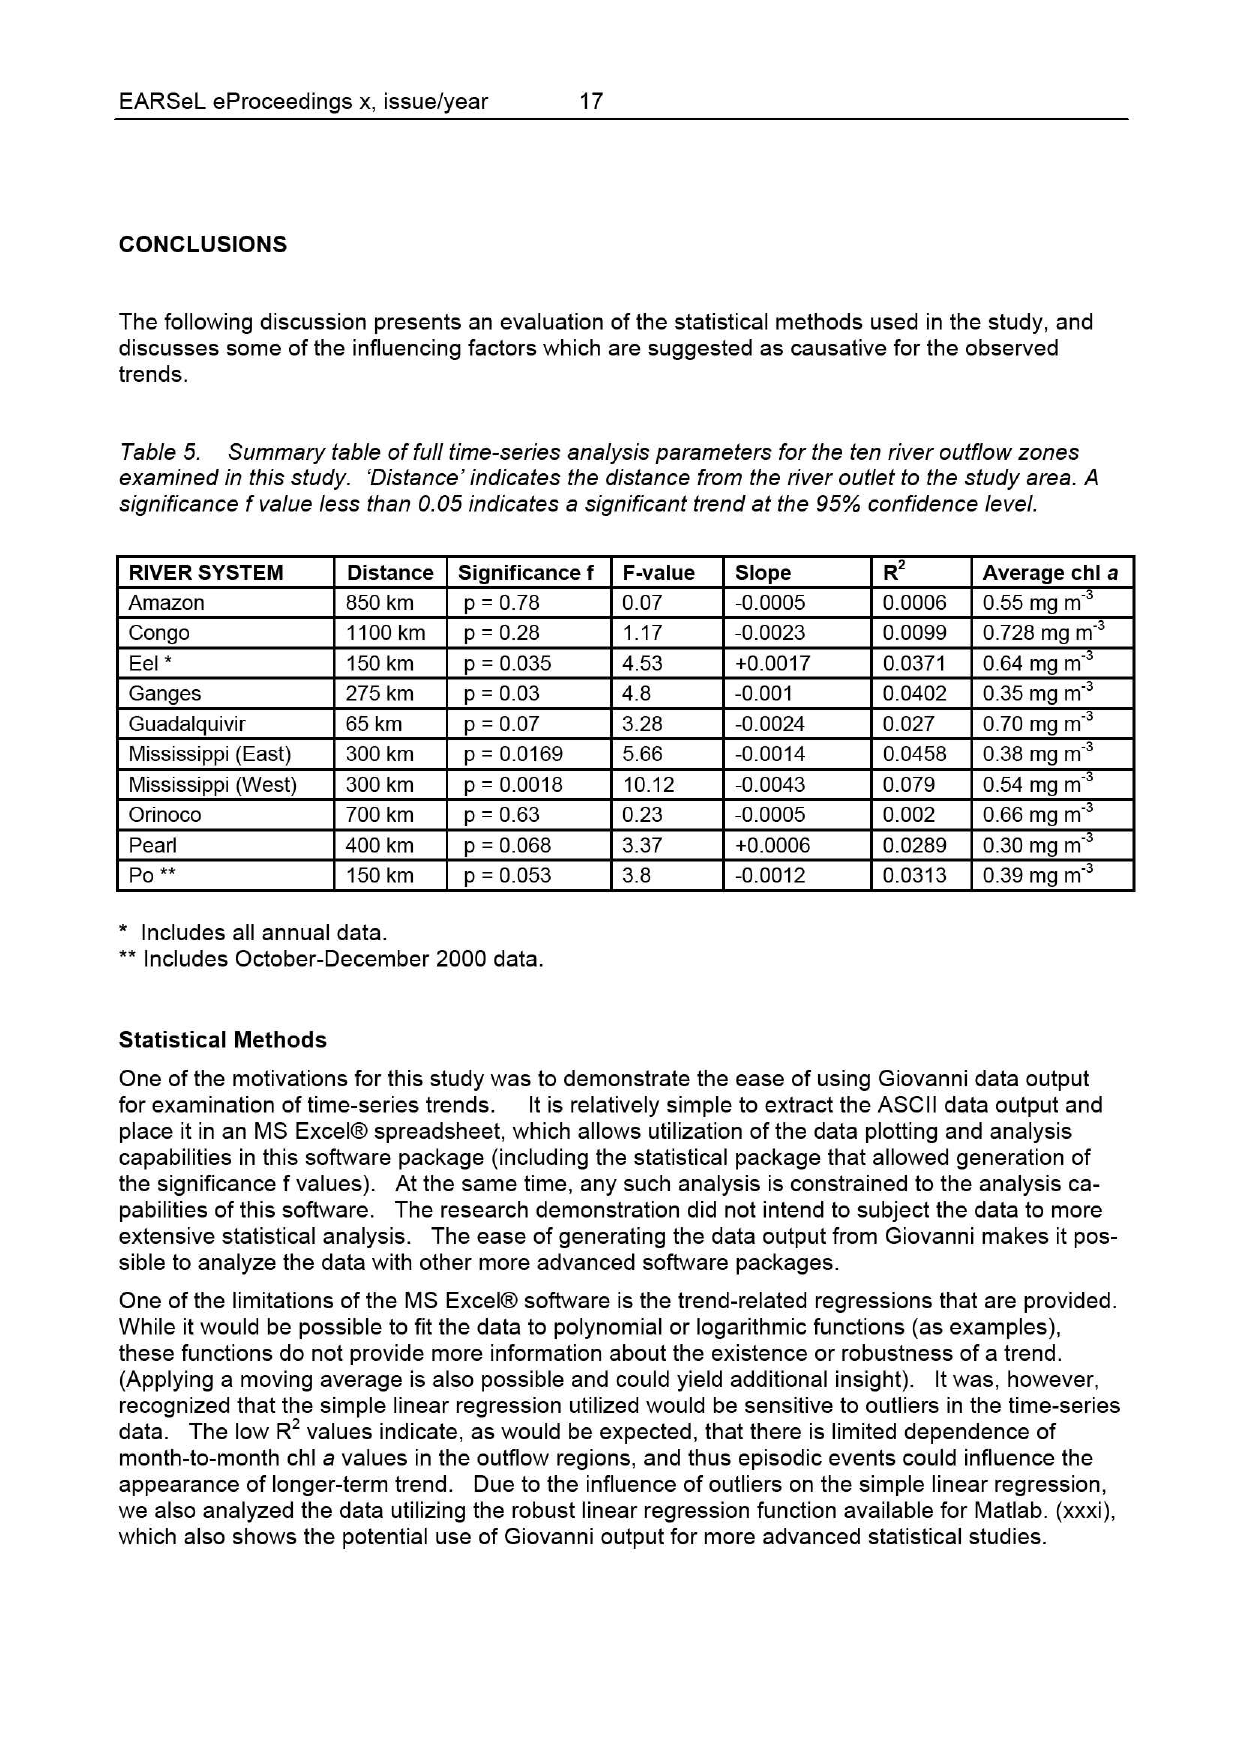 EARSeL eProceedings x, issue/year 17
CONCLUSIONS
The following discussion presents an evaluation of the statistical methods used in the study, and
discusses some of the influencing factors which are suggested as causative for the observed
trends.
Table 5. Summary table of full time-series analysis parameters for the ten river outflow zones
examined in this study. ‘Distance’ indicates the distance from the river outlet to the study area. A
significance f value less than 0.05 indicates a significant trend at the 95% confidence level.
RIVER SYSTEM Distance Significance f F-value Slope R² Average chl a
Amazon 850 km p = 0.78 0.07 -0.0005 0.0006 0.55 mg m⁻³
Congo 1100 km p = 0.28 1.17 -0.0023 0.0099 0.728 mg m⁻³
Eel * 150 km p = 0.035 4.53 +0.0017 0.0371 0.64 mg m⁻³
Ganges 275 km p = 0.03 4.8 -0.001 0.0402 0.35 mg m⁻³
Guadalquivir 65 km p = 0.07 3.28 -0.0024 0.027 0.70 mg m⁻³
Mississippi (East) 300 km p = 0.0169 5.66 -0.0014 0.0458 0.38 mg m⁻³
Mississippi (West) 300 km p = 0.0018 10.12 -0.0043 0.079 0.54 mg m⁻³
Orinoco 700 km p = 0.63 0.23 -0.0005 0.002 0.66 mg m⁻³
Pearl 400 km p = 0.068 3.37 +0.0006 0.0289 0.30 mg m⁻³
Po ** 150 km p = 0.053 3.8 -0.0012 0.0313 0.39 mg m⁻³
* Includes all annual data.
** Includes October-December 2000 data.
Statistical Methods
One of the motivations for this study was to demonstrate the ease of using Giovanni data output
for examination of time-series trends. It is relatively simple to extract the ASCII data output and
place it in an MS Excel® spreadsheet, which allows utilization of the data plotting and analysis
capabilities in this software package (including the statistical package that allowed generation of
the significance f values). At the same time, any such analysis is constrained to the analysis ca-
pabilities of this software. The research demonstration did not intend to subject the data to more
extensive statistical analysis. The ease of generating the data output from Giovanni makes it pos-
sible to analyze the data with other more advanced software packages.
One of the limitations of the MS Excel® software is the trend-related regressions that are provided.
While it would be possible to fit the data to polynomial or logarithmic functions (as examples),
these functions do not provide more information about the existence or robustness of a trend.
(Applying a moving average is also possible and could yield additional insight). It was, however,
recognized that the simple linear regression utilized would be sensitive to outliers in the time-series
data. The low R² values indicate, as would be expected, that there is limited dependence of
month-to-month chl a values in the outflow regions, and thus episodic events could influence the
appearance of longer-term trend. Due to the influence of outliers on the simple linear regression,
we also analyzed the data utilizing the robust linear regression function available for Matlab. (xxxi),
which also shows the potential use of Giovanni output for more advanced statistical studies.